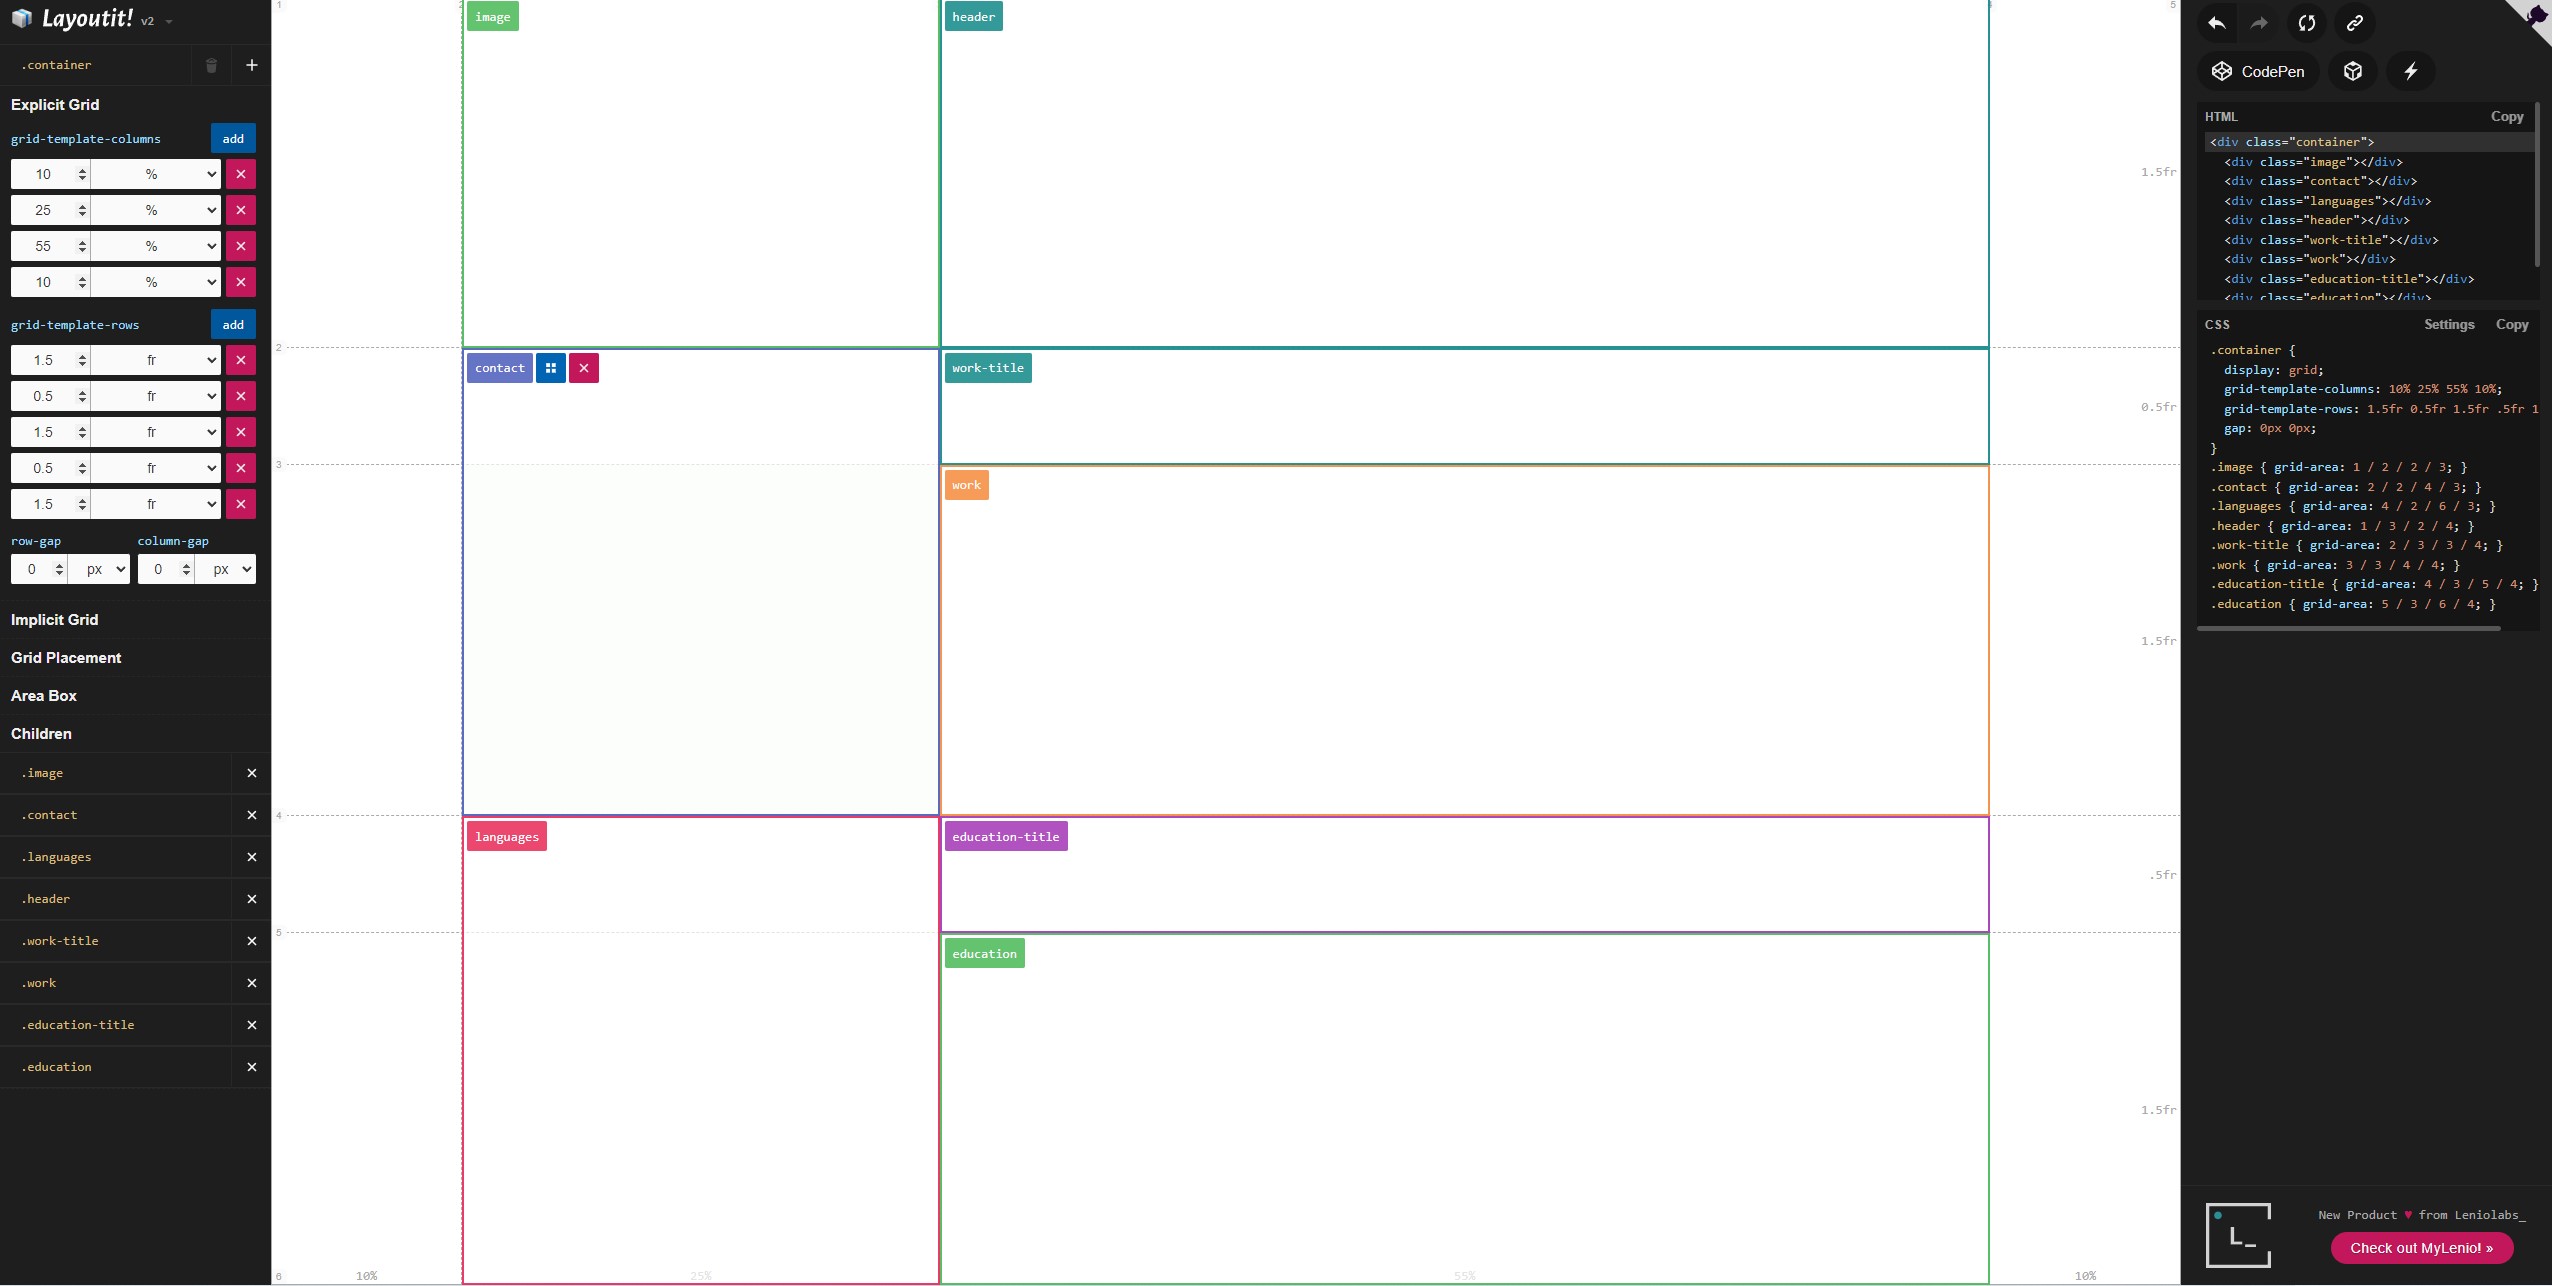 Layoutit! v2
.container
+
Explicit Grid
grid-template-columns add
10 %
25 %
55 %
10 %
grid-template-rows add
1.5 fr
0.5 fr
1.5 fr
0.5 fr
1.5 fr
row-gap column-gap
0 px 0 px
Implicit Grid
Grid Placement
Area Box
Children
.image
.contact
.languages
.header
.work-title
.work
.education-title
.education
1
5
image
header
1.5fr
2
contact
work-title
0.5fr
3
work
1.5fr
4
languages
education-title
.5fr
5
education
1.5fr
6
10% 25% 55% 10%
CodePen
HTML Copy
<div class="container">
<div class="image"></div>
<div class="contact"></div>
<div class="languages"></div>
<div class="header"></div>
<div class="work-title"></div>
<div class="work"></div>
<div class="education-title"></div>
<div class="education"></div>
CSS Settings Copy
.container {
display: grid;
grid-template-columns: 10% 25% 55% 10%;
grid-template-rows: 1.5fr 0.5fr 1.5fr .5fr 1
gap: 0px 0px;
}
.image { grid-area: 1 / 2 / 2 / 3; }
.contact { grid-area: 2 / 2 / 4 / 3; }
.languages { grid-area: 4 / 2 / 6 / 3; }
.header { grid-area: 1 / 3 / 2 / 4; }
.work-title { grid-area: 2 / 3 / 3 / 4; }
.work { grid-area: 3 / 3 / 4 / 4; }
.education-title { grid-area: 4 / 3 / 5 / 4; }
.education { grid-area: 5 / 3 / 6 / 4; }
L_
New Product ♥ from Leniolabs_
Check out MyLenio! »